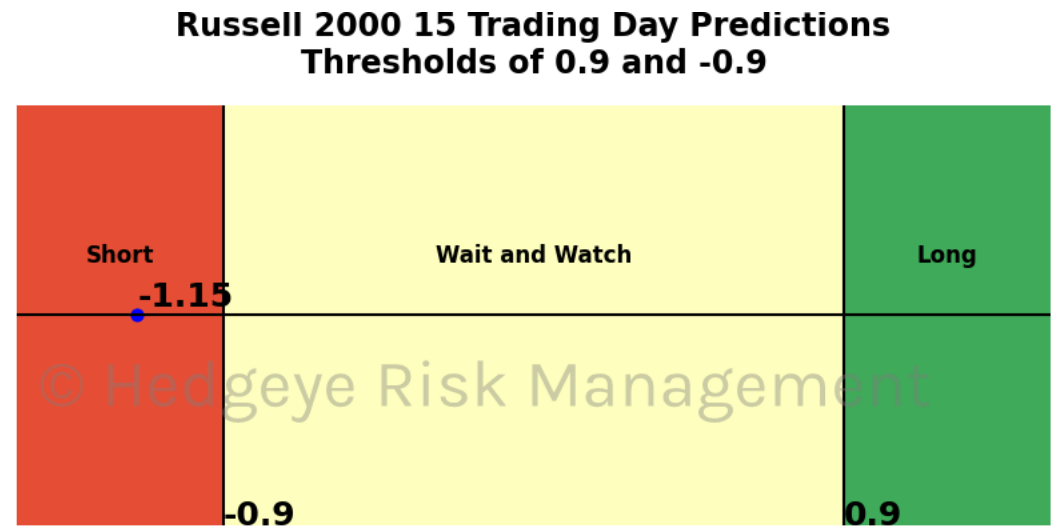 Russell 2000 15 Trading Day Predictions
Thresholds of 0.9 and -0.9
Short Wait and Watch Long
-1.15
© Hedgeye Risk Management
-0.9 0.9